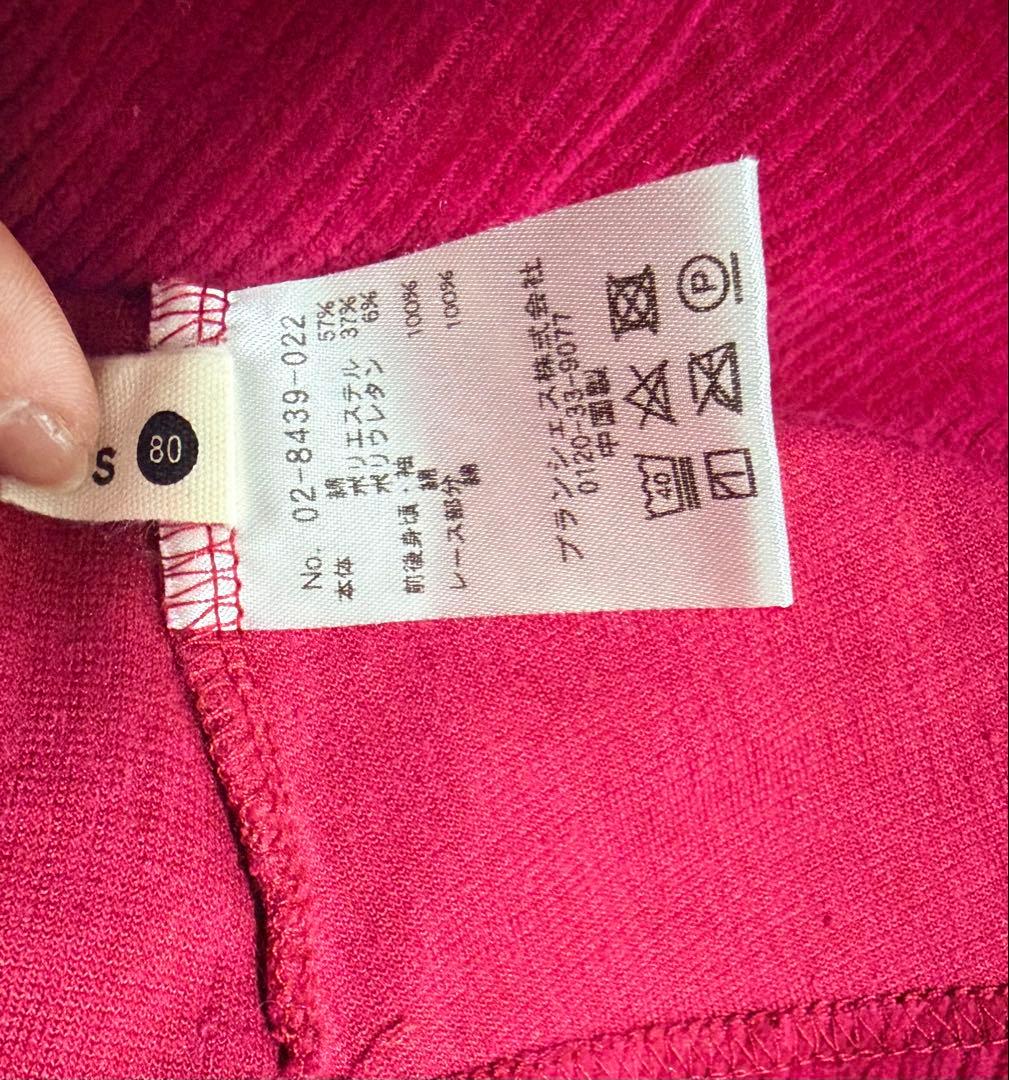 S 80
No. 02-8439-022
本体 綿 57%
ポリエステル 37%
ポリウレタン 6%
前後身頃・袖
綿 100%
レース部分
綿 100%
ブランシェス株式会社
0120-33-9077
中国製
40
P